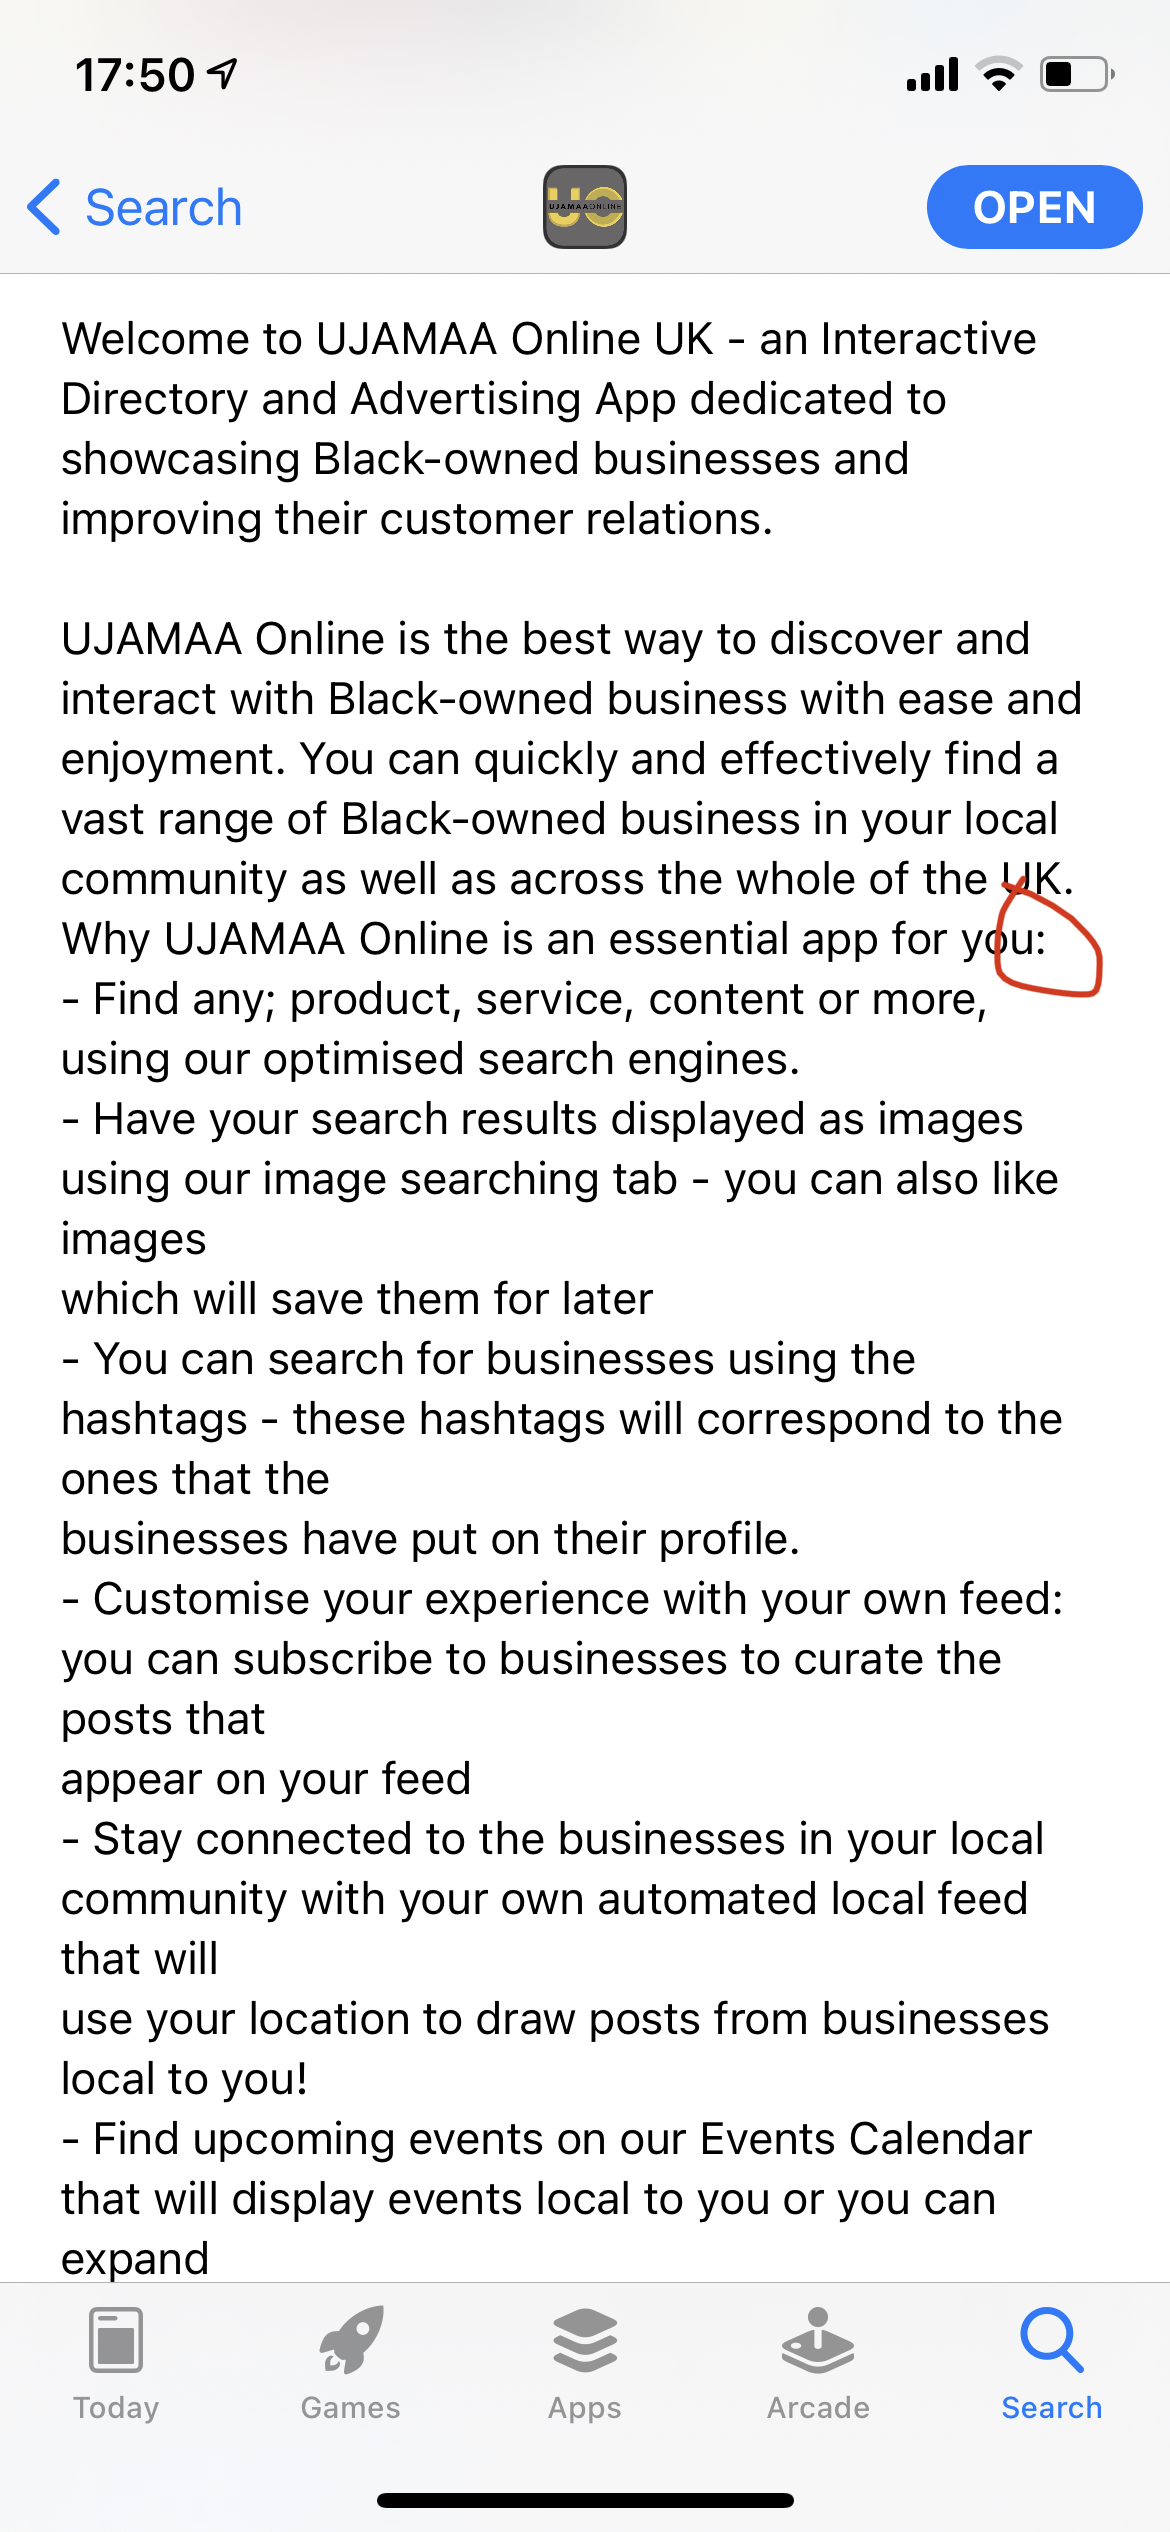 17:50
Search
UJAMAAONLINE
OPEN
Welcome to UJAMAA Online UK - an Interactive
Directory and Advertising App dedicated to
showcasing Black-owned businesses and
improving their customer relations.
UJAMAA Online is the best way to discover and
interact with Black-owned business with ease and
enjoyment. You can quickly and effectively find a
vast range of Black-owned business in your local
community as well as across the whole of the UK.
Why UJAMAA Online is an essential app for you:
- Find any; product, service, content or more,
using our optimised search engines.
- Have your search results displayed as images
using our image searching tab - you can also like
images
which will save them for later
- You can search for businesses using the
hashtags - these hashtags will correspond to the
ones that the
businesses have put on their profile.
- Customise your experience with your own feed:
you can subscribe to businesses to curate the
posts that
appear on your feed
- Stay connected to the businesses in your local
community with your own automated local feed
that will
use your location to draw posts from businesses
local to you!
- Find upcoming events on our Events Calendar
that will display events local to you or you can
expand
Today
Games
Apps
Arcade
Search